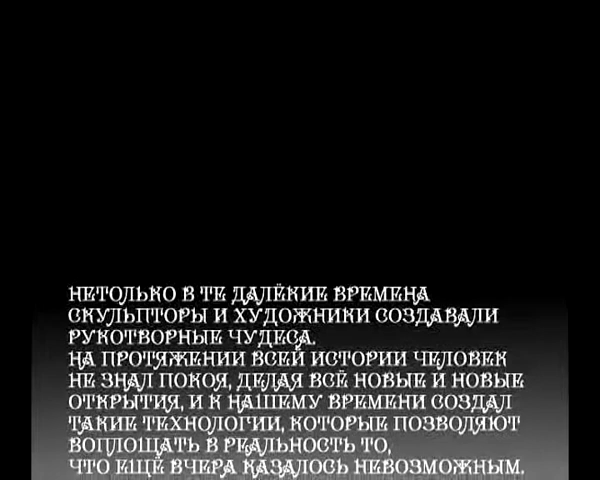 НЕТОЛЬКО В ТЕ ДАЛЁКИЕ ВРЕМЕНА
СКУЛЬПТОРЫ И ХУДОЖНИКИ СОЗДАВАЛИ
РУКОТВОРНЫЕ ЧУДЕСА.
НА ПРОТЯЖЕНИИ ВСЕЙ ИСТОРИИ ЧЕЛОВЕК
НЕ ЗНАЛ ПОКОЯ, ДЕЛАЯ ВСЁ НОВЫЕ И НОВЫЕ
ОТКРЫТИЯ, И К НАШЕМУ ВРЕМЕНИ СОЗДАЛ
ТАКИЕ ТЕХНОЛОГИИ, КОТОРЫЕ ПОЗВОЛЯЮТ
ВОПЛОЩАТЬ В РЕАЛЬНОСТЬ ТО,
ЧТО ЕЩЁ ВЧЕРА КАЗАЛОСЬ НЕВОЗМОЖНЫМ.